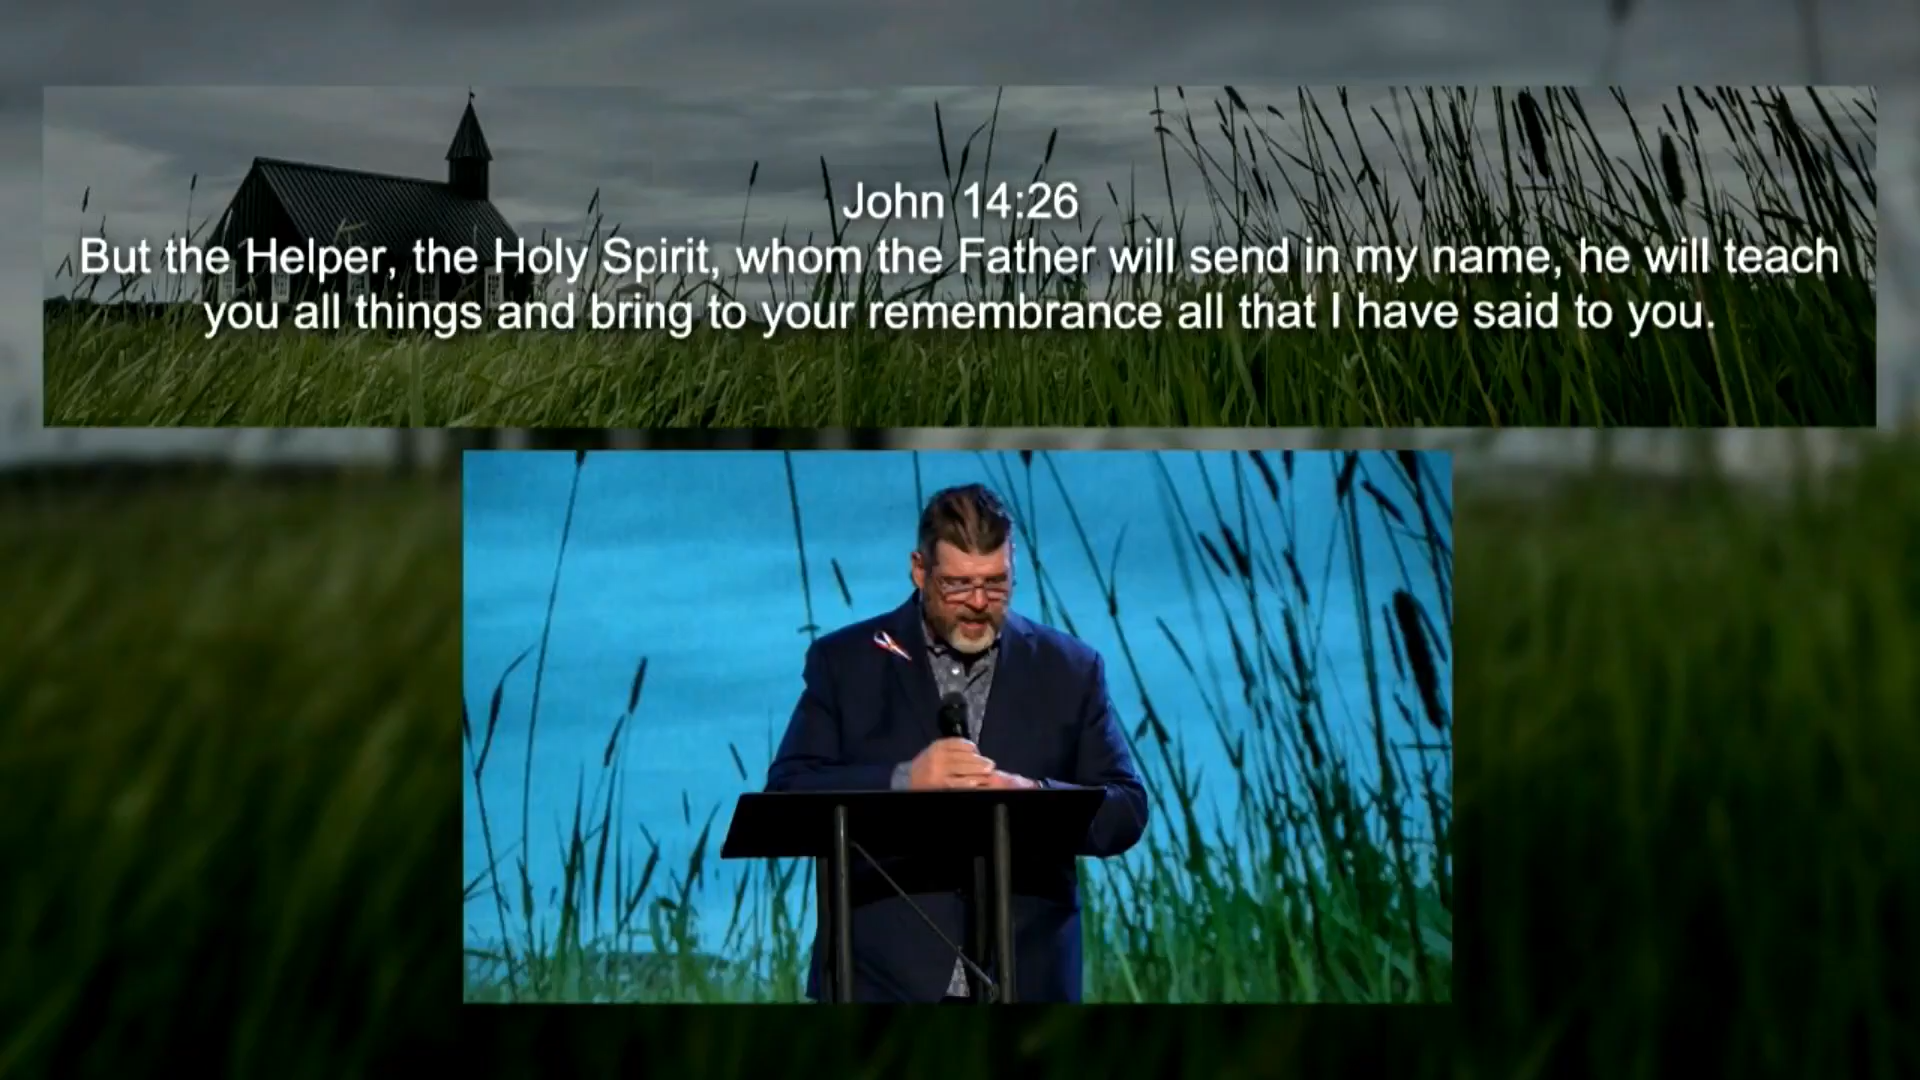 John 14:26
But the Helper, the Holy Spirit, whom the Father will send in my name, he will teach
you all things and bring to your remembrance all that I have said to you.